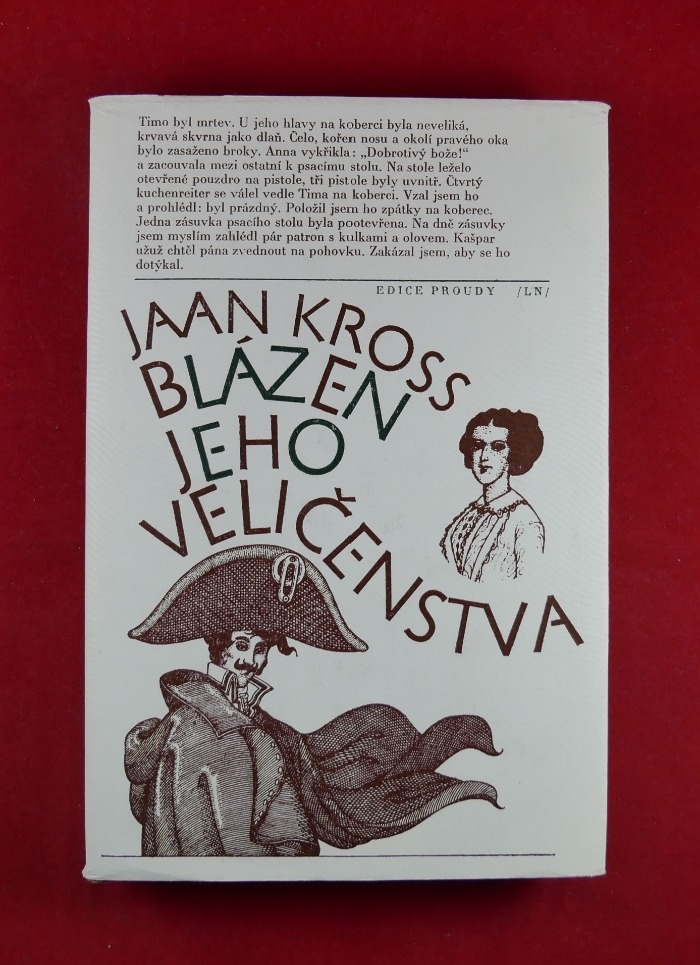 Timo byl mrtev. U jeho hlavy na koberci byla neveliká,
krvavá skvrna jako dlaň. Čelo, kořen nosu a okolí pravého oka
bylo zasaženo broky. Anna vykřikla: „Dobrotivý bože!“
a zacouvala mezi ostatní k psacímu stolu. Na stole leželo
otevřené pouzdro na pistole, tři pistole byly uvnitř. Čtvrtý
kuchenreiter se válel vedle Tima na koberci. Vzal jsem ho
a prohlédl: byl prázdný. Položil jsem ho zpátky na koberec.
Jedna zásuvka psacího stolu byla pootevřena. Na dně zásuvky
jsem myslím zahlédl pár patron s kulkami a olovem. Kašpar
užuž chtěl pána zvednout na pohovku. Zakázal jsem, aby se ho
dotýkal.
EDICE PROUDY /LN/
JAAN KROSS
BLÁZEN
JEHO
VELIČENSTVA